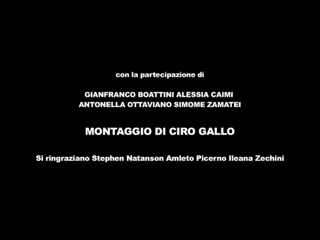 con la partecipazione di
GIANFRANCO BOATTINI ALESSIA CAIMI
ANTONELLA OTTAVIANO SIMOME ZAMATEI
MONTAGGIO DI CIRO GALLO
Si ringraziano Stephen Natanson Amleto Picerno Ileana Zechini